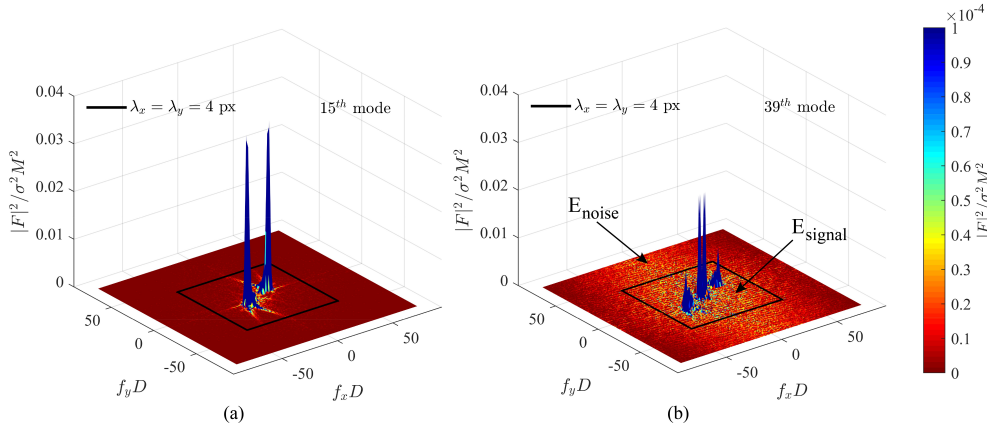 λx = λy = 4 px
15th mode
0.04
0.03
0.02
0.01
0
|F|²/σ²M²
50
0
-50
fyD
-50
0
50
fxD
(a)
λx = λy = 4 px
39th mode
0.04
0.03
0.02
0.01
0
|F|²/σ²M²
Enoise
Esignal
50
0
-50
fyD
-50
0
50
fxD
(b)
×10⁻⁴
1
0.9
0.8
0.7
0.6
0.5
0.4
0.3
0.2
0.1
0
|F|²/σ²M²